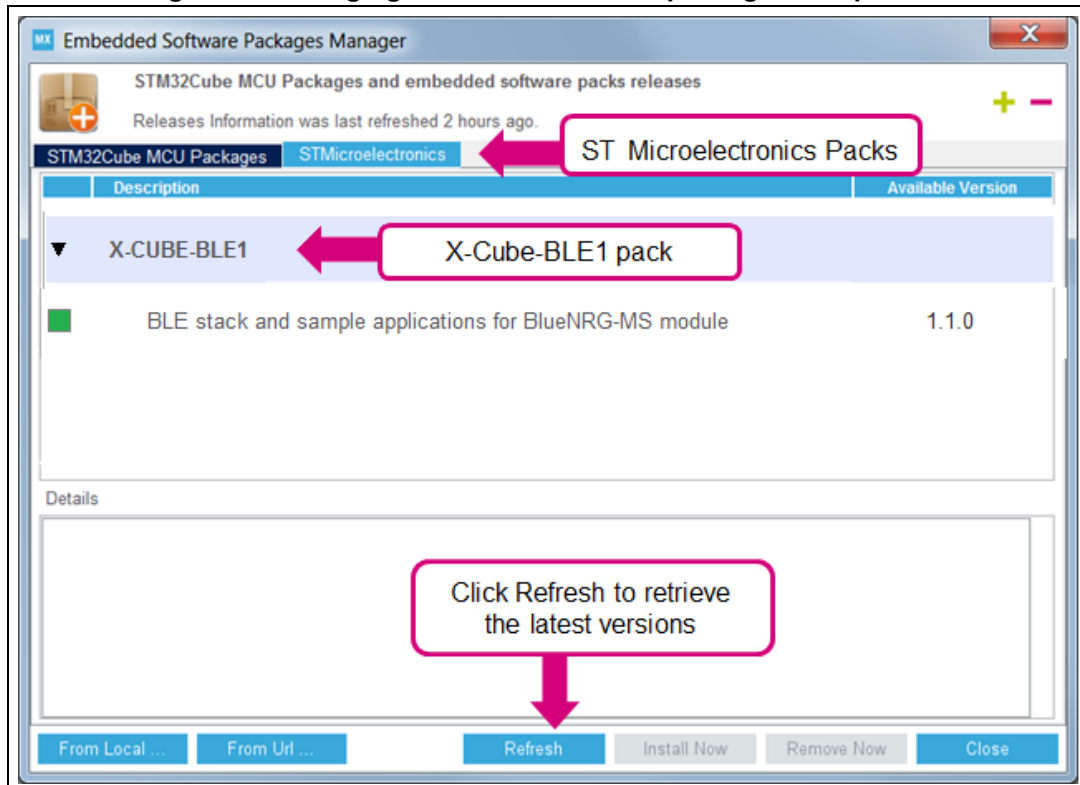 MX Embedded Software Packages Manager
X
STM32Cube MCU Packages and embedded software packs releases
+ -
Releases Information was last refreshed 2 hours ago.
STM32Cube MCU Packages STMicroelectronics
ST Microelectronics Packs
Description Available Version
X-CUBE-BLE1
X-Cube-BLE1 pack
BLE stack and sample applications for BlueNRG-MS module 1.1.0
Details
Click Refresh to retrieve
the latest versions
From Local ... From Url ... Refresh Install Now Remove Now Close